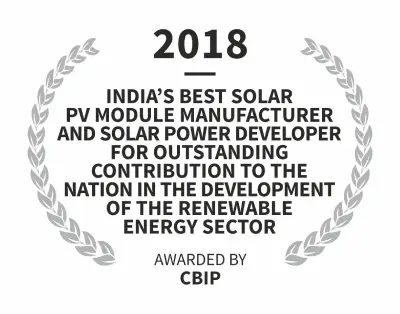 2018
INDIA'S BEST SOLAR
PV MODULE MANUFACTURER
AND SOLAR POWER DEVELOPER
FOR OUTSTANDING
CONTRIBUTION TO THE
NATION IN THE DEVELOPMENT
OF THE RENEWABLE
ENERGY SECTOR
AWARDED BY
CBIP